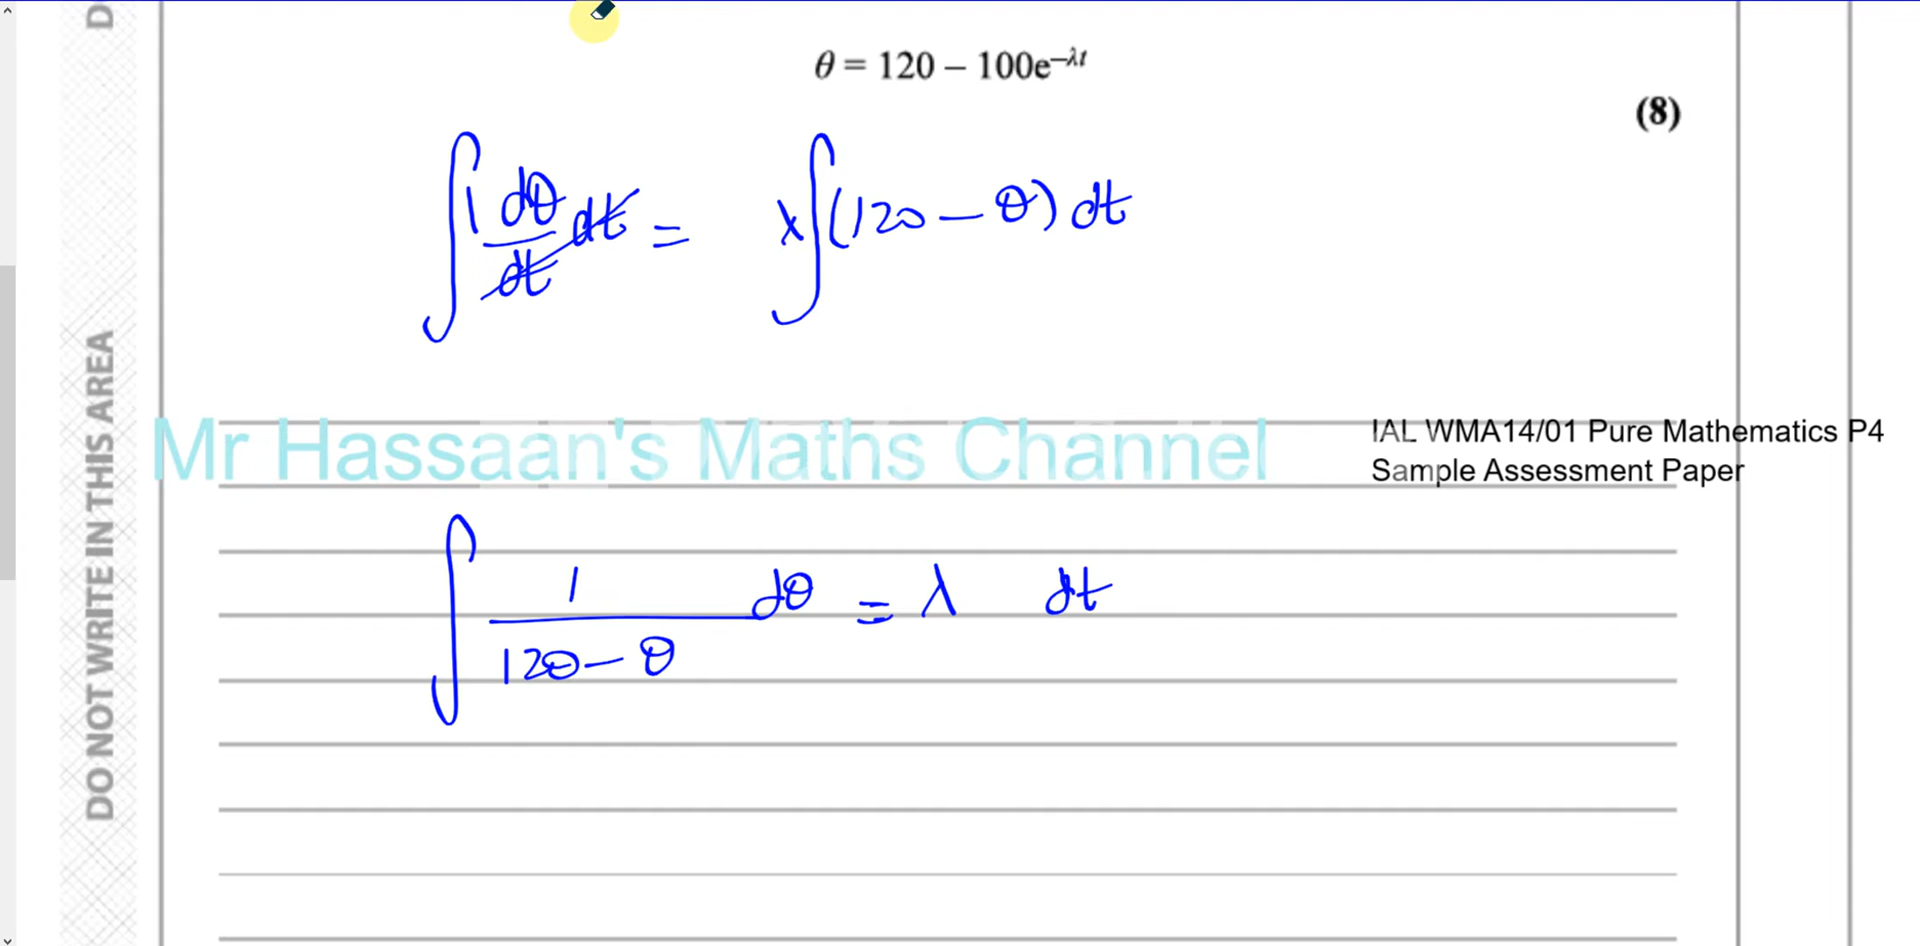 D
θ = 120 – 100e^–λt
(8)
∫ 1 dθ/dt dt = λ ∫ (120 – θ) dt
DO NOT WRITE IN THIS AREA
Mr Hassaan's Maths Channel
IAL WMA14/01 Pure Mathematics P4
Sample Assessment Paper
∫ 1/(120 – θ) dθ = λ dt